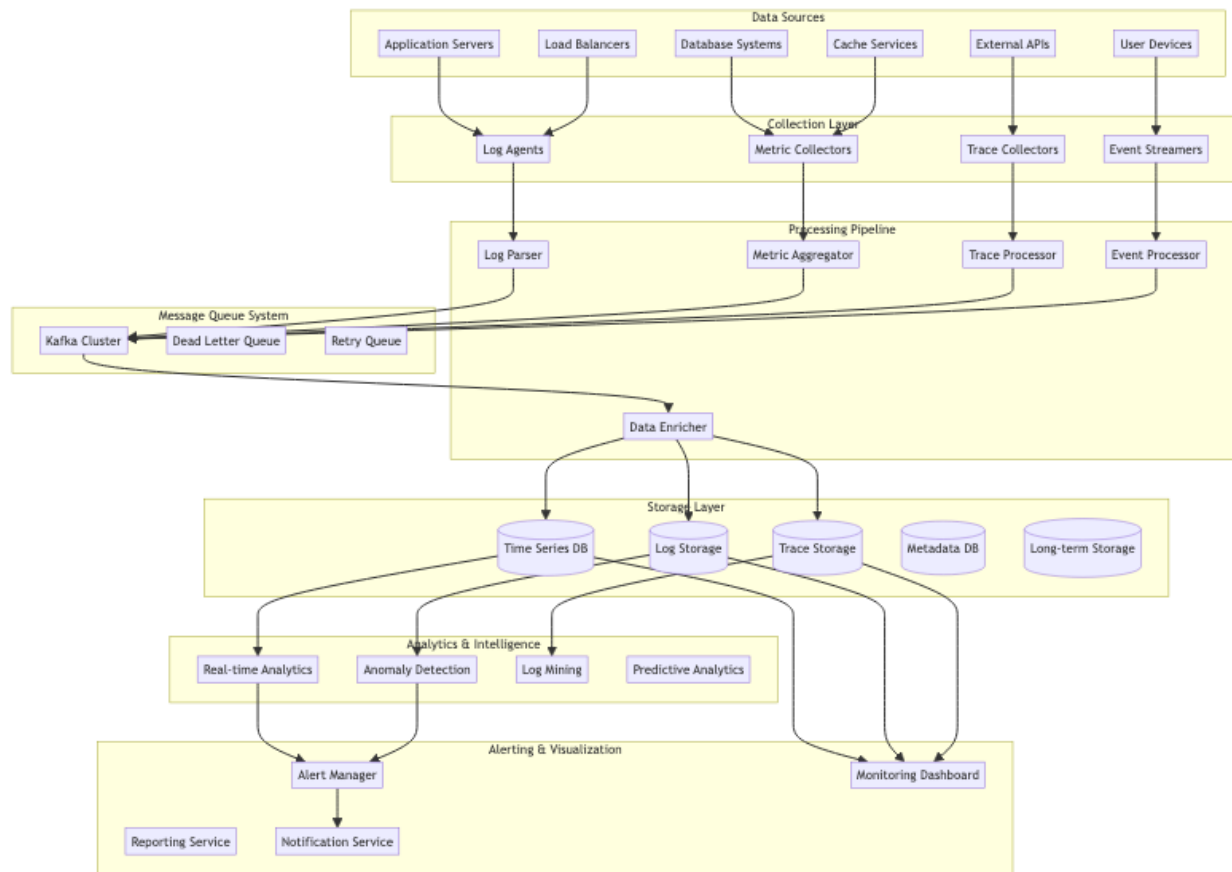 Data Sources
Application Servers
Load Balancers
Database Systems
Cache Services
External APIs
User Devices
Collection Layer
Log Agents
Metric Collectors
Trace Collectors
Event Streamers
Processing Pipeline
Log Parser
Metric Aggregator
Trace Processor
Event Processor
Message Queue System
Kafka Cluster
Dead Letter Queue
Retry Queue
Data Enricher
Storage Layer
Time Series DB
Log Storage
Trace Storage
Metadata DB
Long-term Storage
Analytics & Intelligence
Real-time Analytics
Anomaly Detection
Log Mining
Predictive Analytics
Alerting & Visualization
Alert Manager
Monitoring Dashboard
Reporting Service
Notification Service